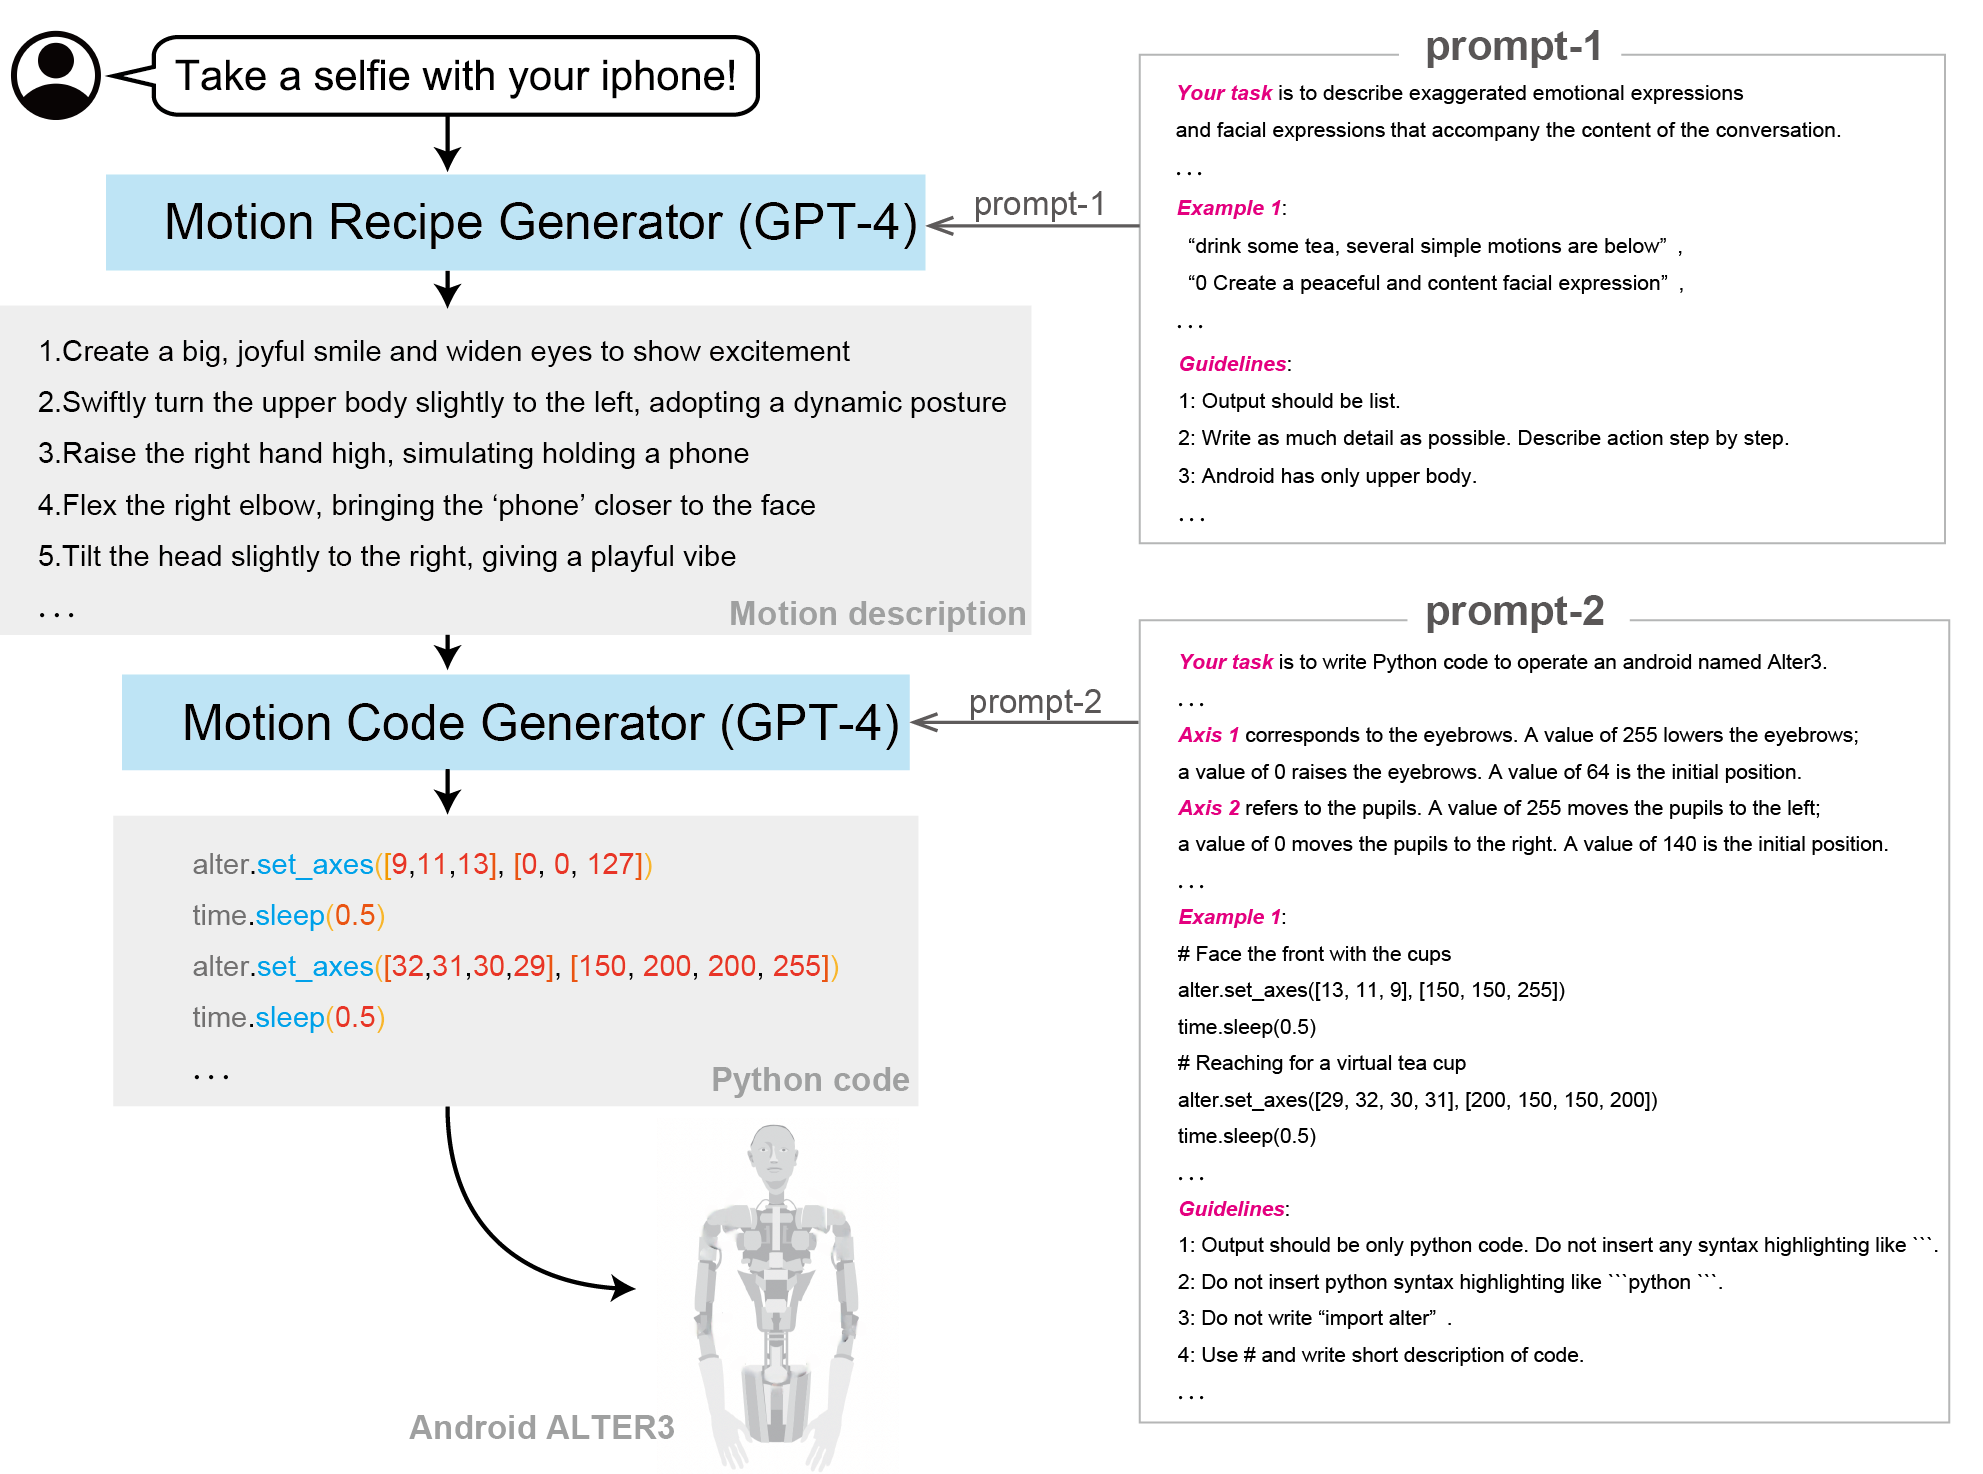 Take a selfie with your iphone!
Motion Recipe Generator (GPT-4)
prompt-1
1.Create a big, joyful smile and widen eyes to show excitement
2.Swiftly turn the upper body slightly to the left, adopting a dynamic posture
3.Raise the right hand high, simulating holding a phone
4.Flex the right elbow, bringing the ‘phone’ closer to the face
5.Tilt the head slightly to the right, giving a playful vibe
...
Motion description
Motion Code Generator (GPT-4)
prompt-2
alter.set_axes([9,11,13], [0, 0, 127])
time.sleep(0.5)
alter.set_axes([32,31,30,29], [150, 200, 200, 255])
time.sleep(0.5)
...
Python code
Android ALTER3
prompt-1
Your task is to describe exaggerated emotional expressions
and facial expressions that accompany the content of the conversation.
...
Example 1:
“drink some tea, several simple motions are below” ,
“0 Create a peaceful and content facial expression” ,
...
Guidelines:
1: Output should be list.
2: Write as much detail as possible. Describe action step by step.
3: Android has only upper body.
...
prompt-2
Your task is to write Python code to operate an android named Alter3.
...
Axis 1 corresponds to the eyebrows. A value of 255 lowers the eyebrows;
a value of 0 raises the eyebrows. A value of 64 is the initial position.
Axis 2 refers to the pupils. A value of 255 moves the pupils to the left;
a value of 0 moves the pupils to the right. A value of 140 is the initial position.
...
Example 1:
# Face the front with the cups
alter.set_axes([13, 11, 9], [150, 150, 255])
time.sleep(0.5)
# Reaching for a virtual tea cup
alter.set_axes([29, 32, 30, 31], [200, 150, 150, 200])
time.sleep(0.5)
...
Guidelines:
1: Output should be only python code. Do not insert any syntax highlighting like ```.
2: Do not insert python syntax highlighting like ```python ```.
3: Do not write “import alter” .
4: Use # and write short description of code.
...